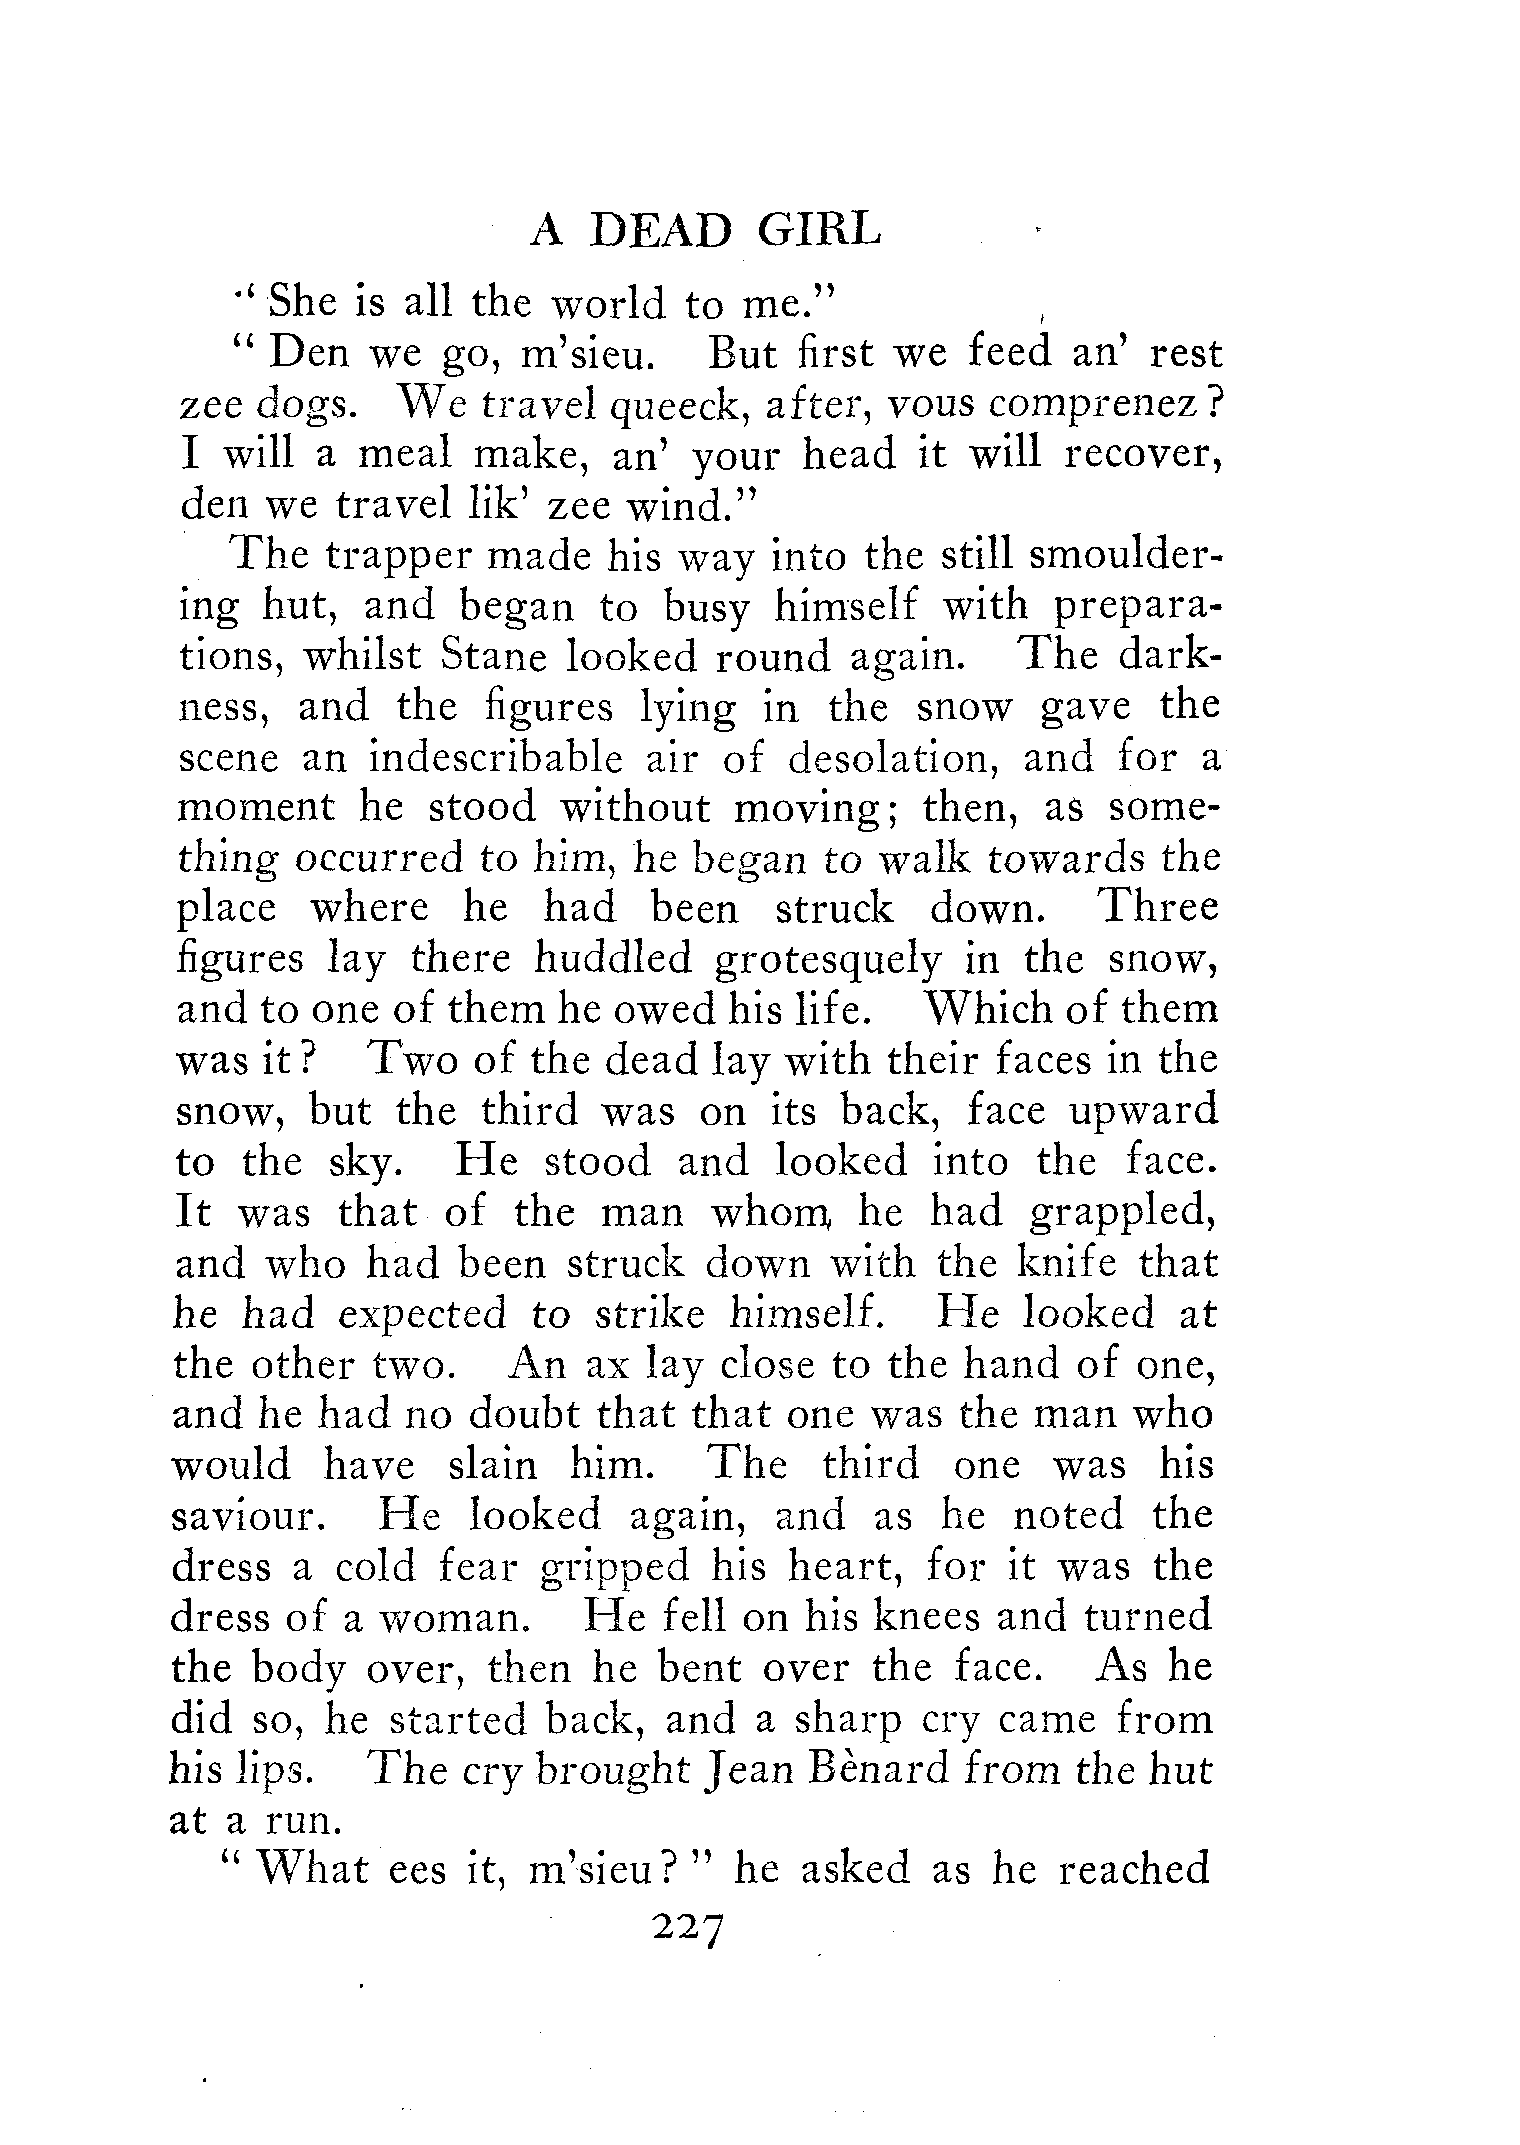 A DEAD GIRL
" She is all the world to me."
" Den we go, m'sieu. But first we feed an' rest
zee dogs. We travel queeck, after, vous comprenez ?
I will a meal make, an' your head it will recover,
den we travel lik' zee wind."
The trapper made his way into the still smoulder-
ing hut, and began to busy himself with prepara-
tions, whilst Stane looked round again. The dark-
ness, and the figures lying in the snow gave the
scene an indescribable air of desolation, and for a
moment he stood without moving; then, as some-
thing occurred to him, he began to walk towards the
place where he had been struck down. Three
figures lay there huddled grotesquely in the snow,
and to one of them he owed his life. Which of them
was it ? Two of the dead lay with their faces in the
snow, but the third was on its back, face upward
to the sky. He stood and looked into the face.
It was that of the man whom, he had grappled,
and who had been struck down with the knife that
he had expected to strike himself. He looked at
the other two. An ax lay close to the hand of one,
and he had no doubt that that one was the man who
would have slain him. The third one was his
saviour. He looked again, and as he noted the
dress a cold fear gripped his heart, for it was the
dress of a woman. He fell on his knees and turned
the body over, then he bent over the face. As he
did so, he started back, and a sharp cry came from
his lips. The cry brought Jean Bènard from the hut
at a run.
" What ees it, m'sieu ? " he asked as he reached
227